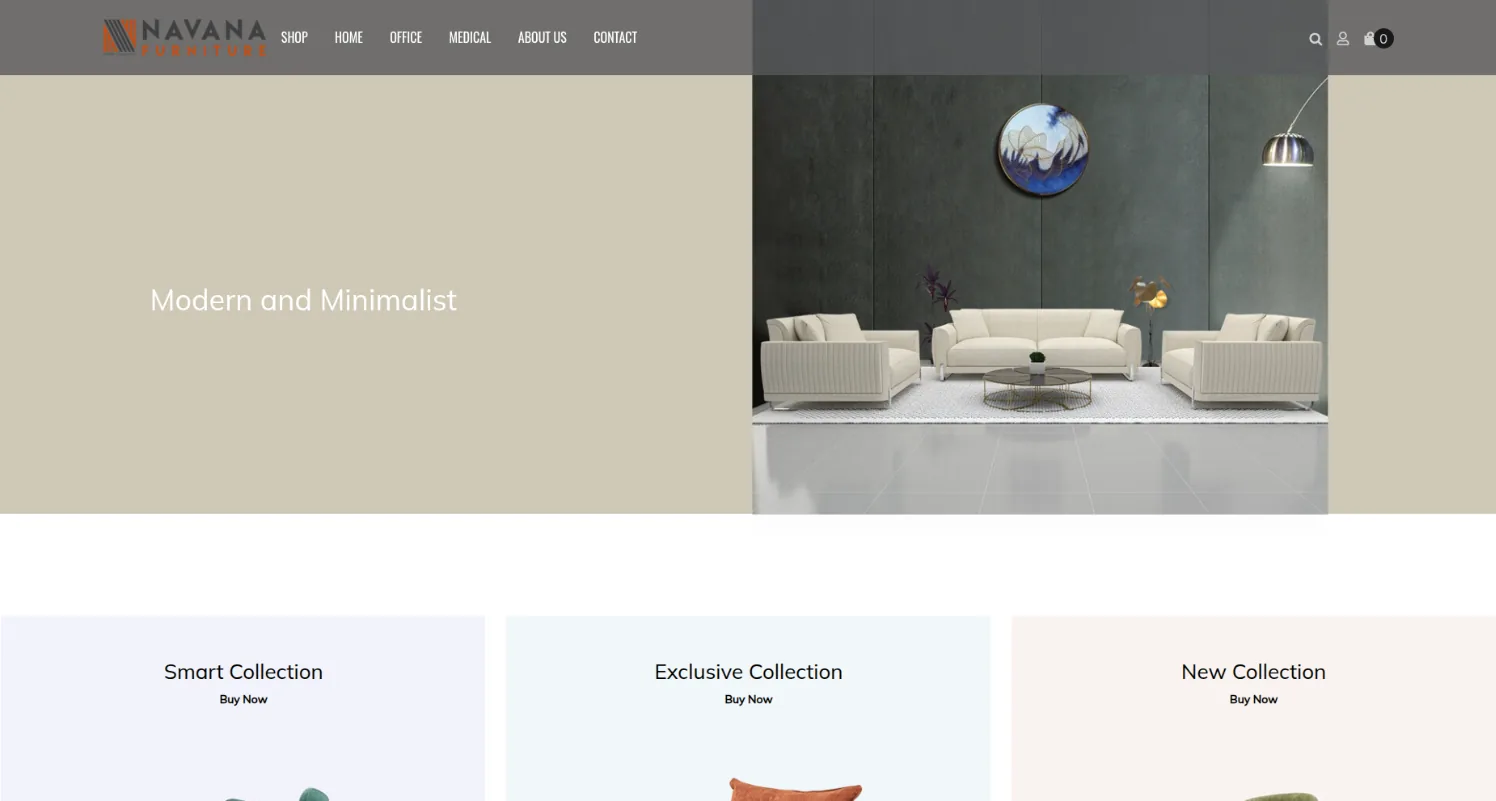 NAVANA
FURNITURE
SHOP HOME OFFICE MEDICAL ABOUT US CONTACT
0
Modern and Minimalist
Smart Collection
Buy Now
Exclusive Collection
Buy Now
New Collection
Buy Now